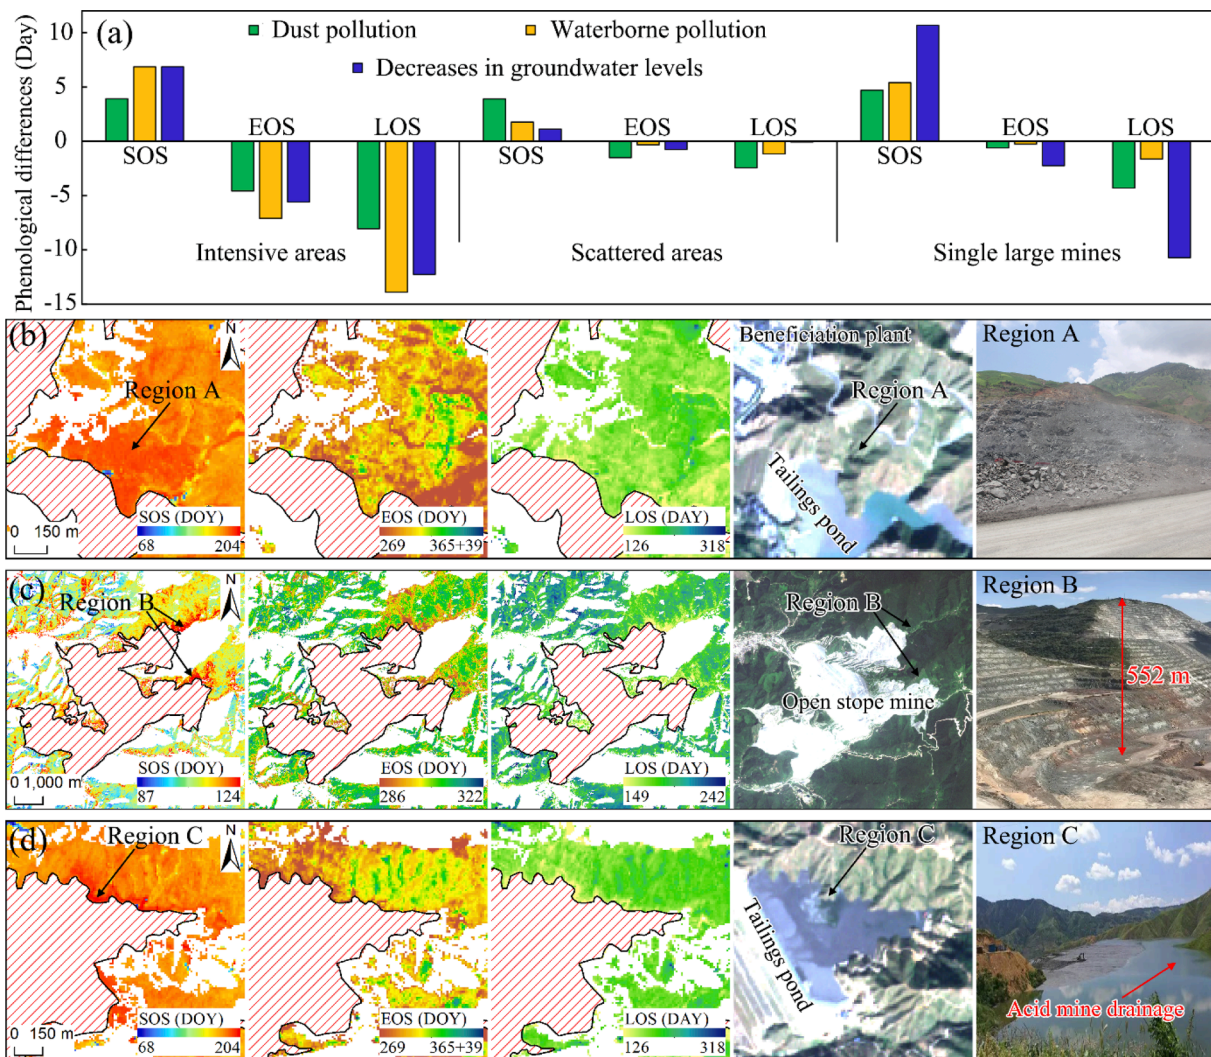 (a)
Dust pollution
Waterborne pollution
Decreases in groundwater levels
Phenological differences (Day)
10
5
0
-5
-10
-15
SOS
EOS
LOS
SOS
EOS
LOS
SOS
EOS
LOS
Intensive areas
Scattered areas
Single large mines
(b)
N
Region A
SOS (DOY)
68 204
0 150 m
EOS (DOY)
269 365+39
LOS (DAY)
126 318
Beneficiation plant
Region A
Tailings pond
Region A
(c)
N
Region B
SOS (DOY)
87 124
0 1,000 m
EOS (DOY)
286 322
LOS (DAY)
149 242
Region B
Open stope mine
Region B
552 m
(d)
N
Region C
SOS (DOY)
68 204
0 150 m
EOS (DOY)
269 365+39
LOS (DAY)
126 318
Region C
Tailings pond
Region C
Acid mine drainage